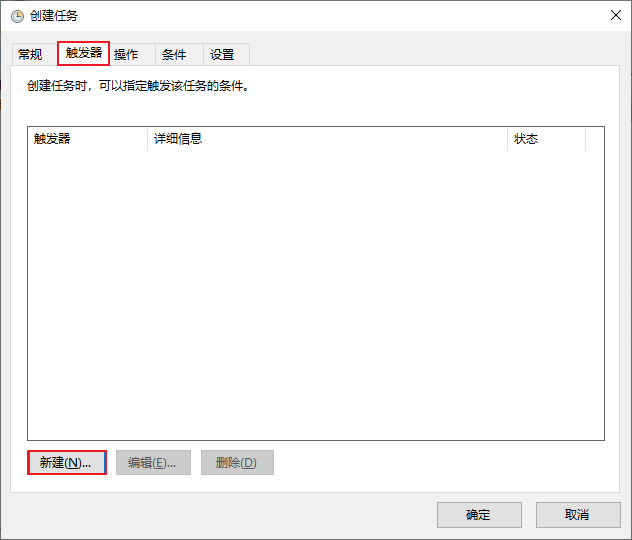 创建任务
常规 触发器 操作 条件 设置
创建任务时，可以指定触发该任务的条件。
触发器 详细信息 状态
新建(N)... 编辑(E)... 删除(D)
确定 取消